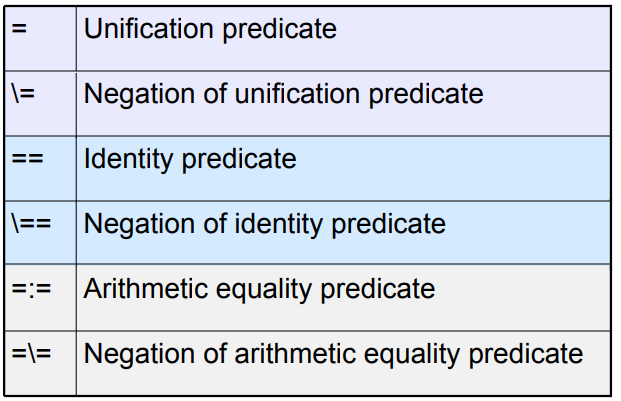 = Unification predicate
\= Negation of unification predicate
== Identity predicate
\== Negation of identity predicate
=:= Arithmetic equality predicate
=\= Negation of arithmetic equality predicate